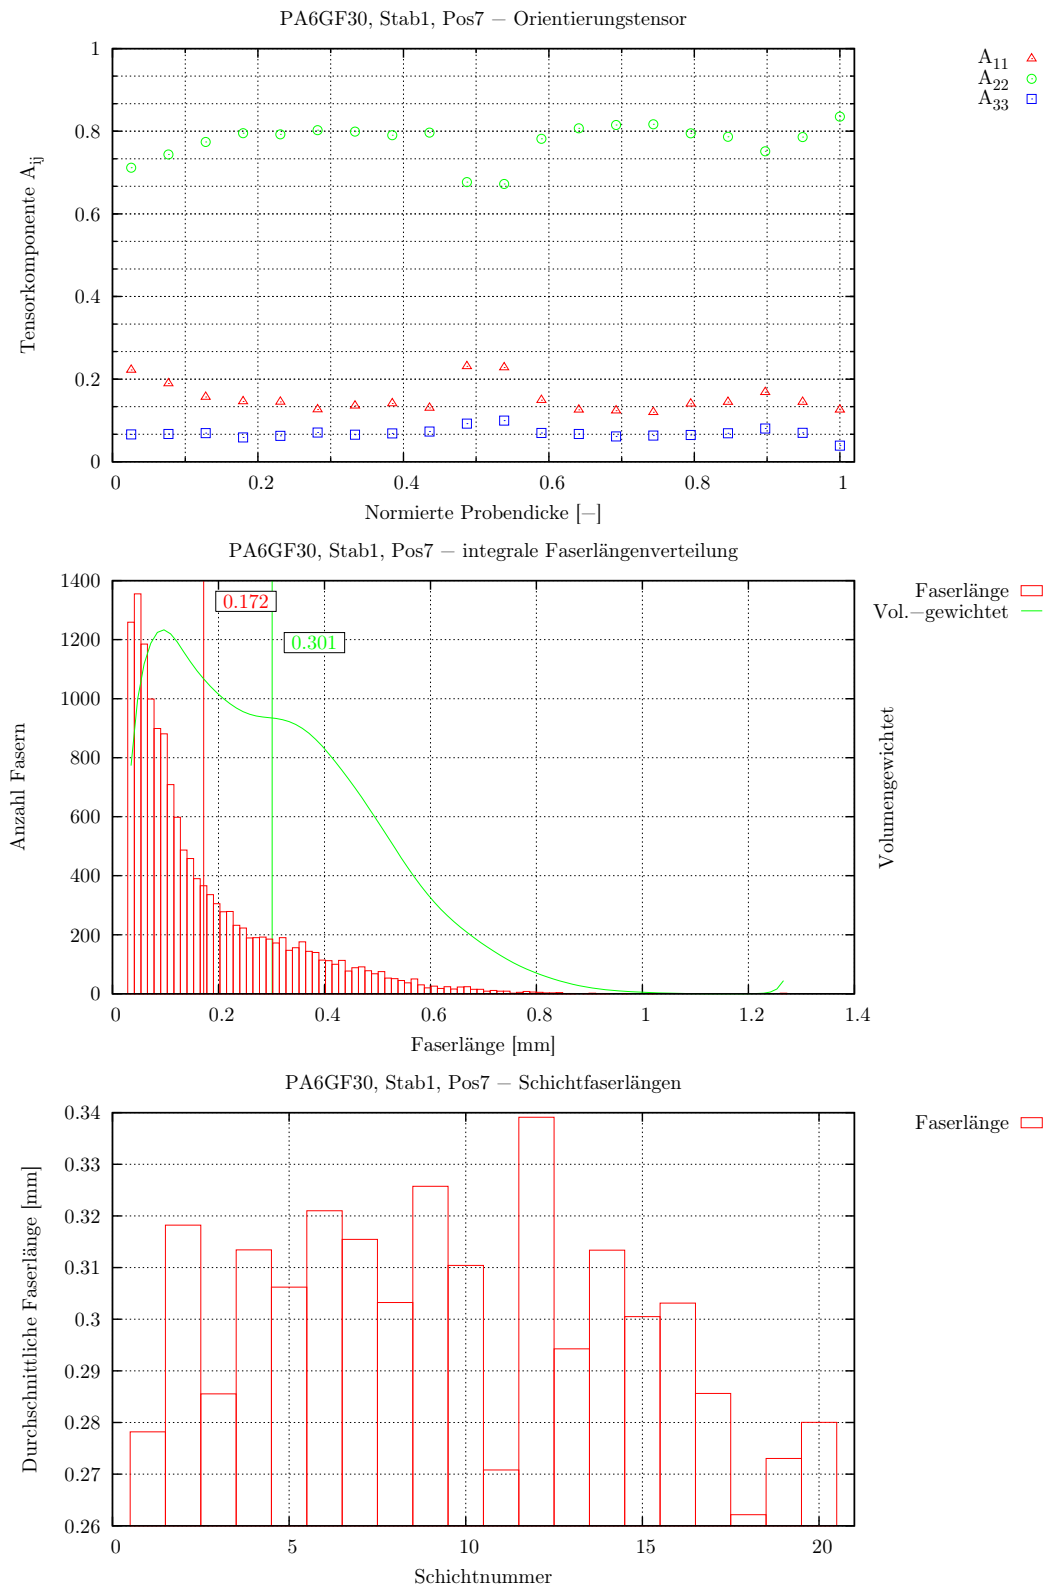 PA6GF30, Stab1, Pos7 − Orientierungstensor
A11
A22
A33
Tensorkomponente Aij
1
0.8
0.6
0.4
0.2
0
0 0.2 0.4 0.6 0.8 1
Normierte Probendicke [−]
PA6GF30, Stab1, Pos7 − integrale Faserlängenverteilung
Faserlänge
Vol.−gewichtet
0.172
0.301
Anzahl Fasern
Volumengewichtet
1400
1200
1000
800
600
400
200
0
0 0.2 0.4 0.6 0.8 1 1.2 1.4
Faserlänge [mm]
PA6GF30, Stab1, Pos7 − Schichtfaserlängen
Faserlänge
Durchschnittliche Faserlänge [mm]
0.34
0.33
0.32
0.31
0.3
0.29
0.28
0.27
0.26
0 5 10 15 20
Schichtnummer